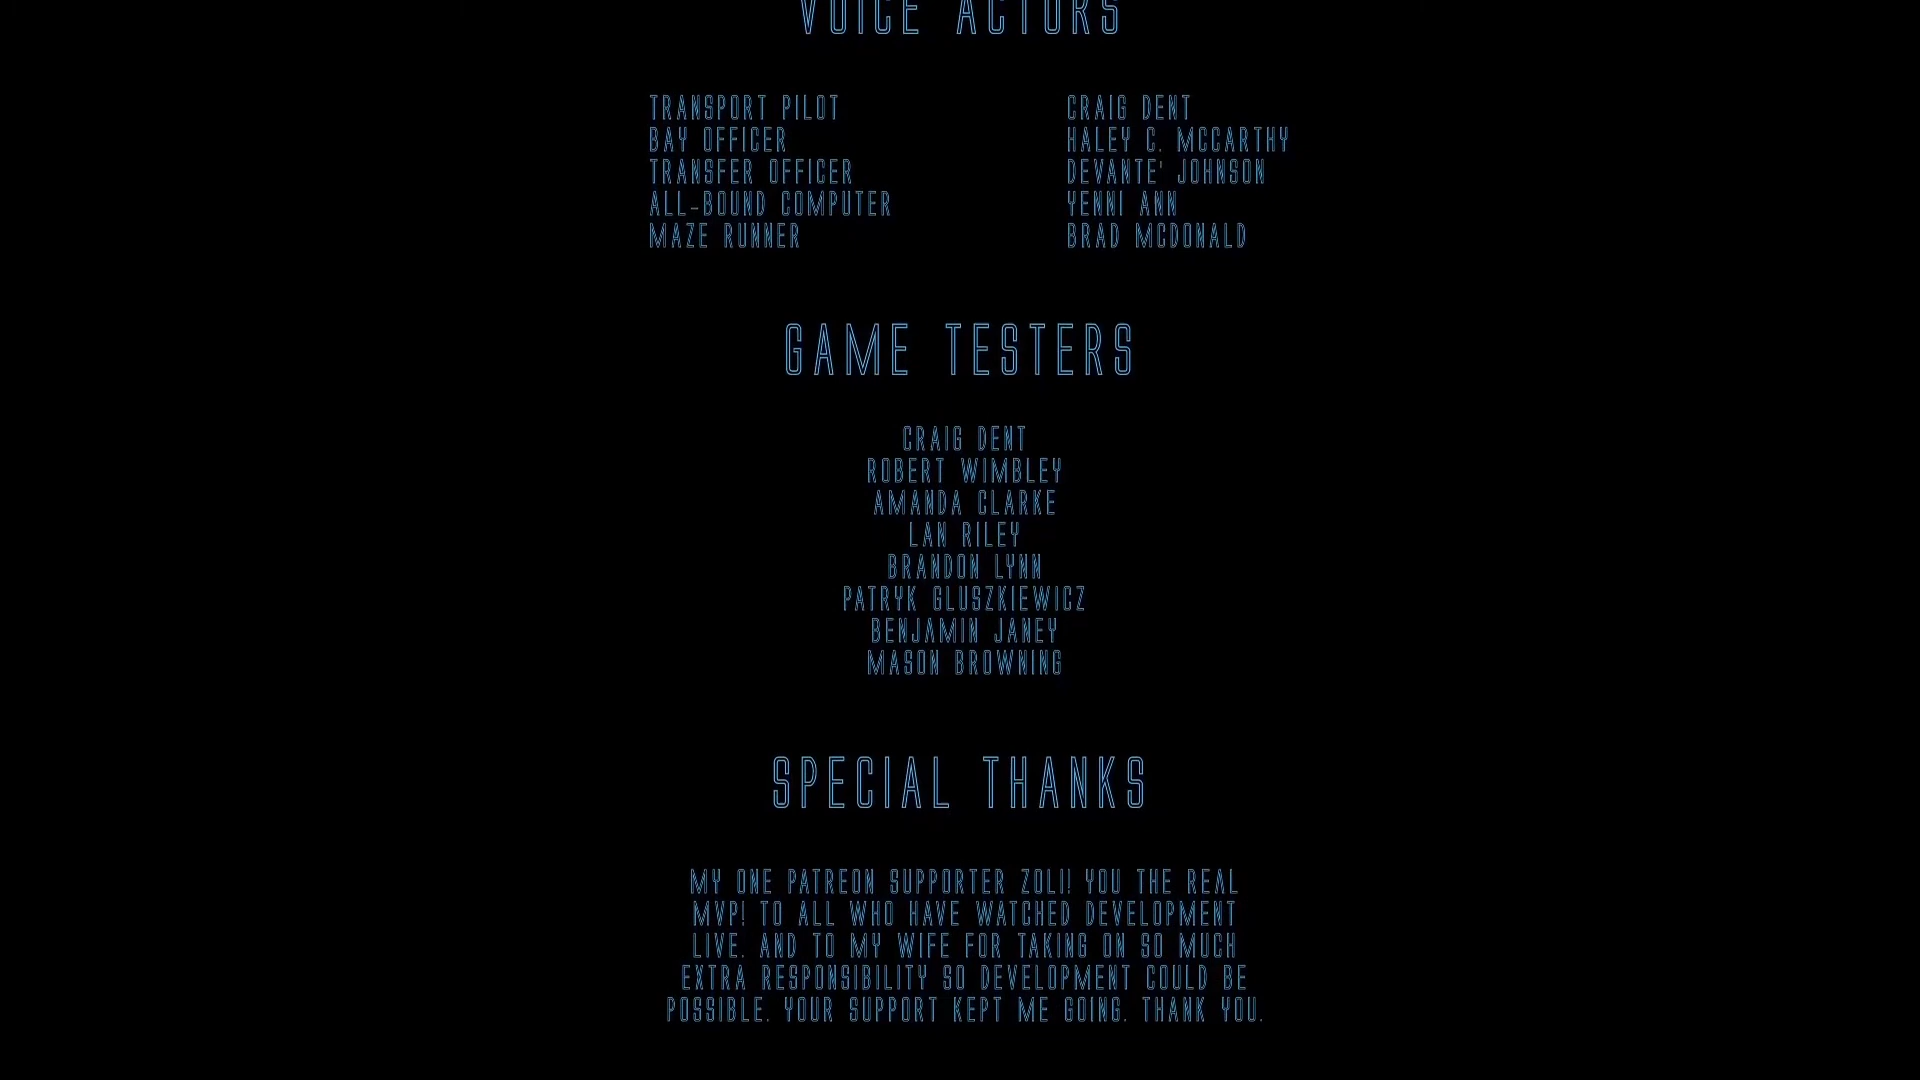 VOICE ACTORS
TRANSPORT PILOT CRAIG DENT
BAY OFFICER HALEY C. MCCARTHY
TRANSFER OFFICER DEVANTE' JOHNSON
ALL-BOUND COMPUTER YENNI ANN
MAZE RUNNER BRAD MCDONALD
GAME TESTERS
CRAIG DENT
ROBERT WIMBLEY
AMANDA CLARKE
LAN RILEY
BRANDON LYNN
PATRYK GLUSZKIEWICZ
BENJAMIN JANEY
MASON BROWNING
SPECIAL THANKS
MY ONE PATREON SUPPORTER ZOLI! YOU THE REAL
MVP! TO ALL WHO HAVE WATCHED DEVELOPMENT
LIVE. AND TO MY WIFE FOR TAKING ON SO MUCH
EXTRA RESPONSIBILITY SO DEVELOPMENT COULD BE
POSSIBLE. YOUR SUPPORT KEPT ME GOING. THANK YOU.